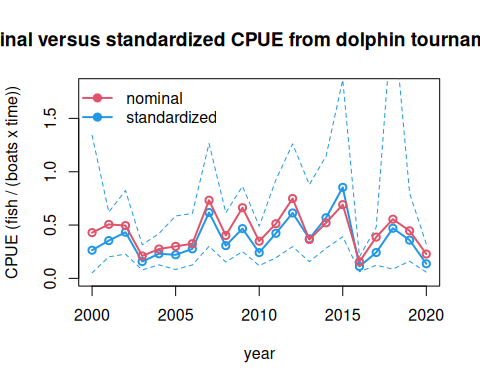 inal versus standardized CPUE from dolphin tournam
CPUE (fish / (boats x time))
0.0 0.5 1.0 1.5
nominal
standardized
2000 2005 2010 2015 2020
year